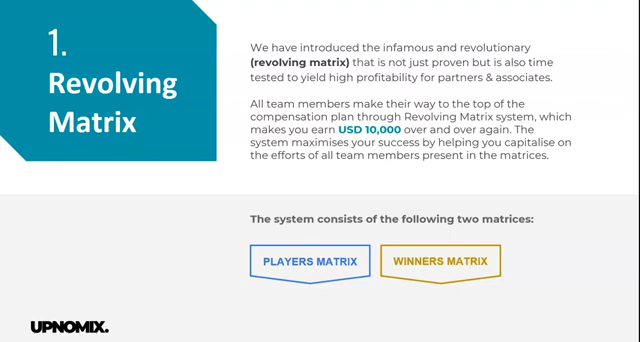 1.
Revolving
Matrix
We have introduced the infamous and revolutionary
(revolving matrix) that is not just proven but is also time
tested to yield high profitability for partners & associates.
All team members make their way to the top of the
compensation plan through Revolving Matrix system, which
makes you earn USD 10,000 over and over again. The
system maximises your success by helping you capitalise on
the efforts of all team members present in the matrices.
The system consists of the following two matrices:
PLAYERS MATRIX
WINNERS MATRIX
UPNOMIX.